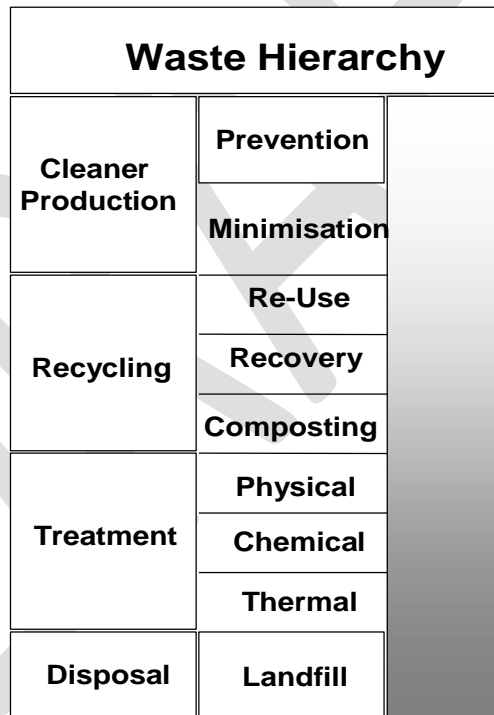 Waste Hierarchy
Cleaner
Production
Prevention
Minimisation
Recycling
Re-Use
Recovery
Composting
Treatment
Physical
Chemical
Thermal
Disposal
Landfill